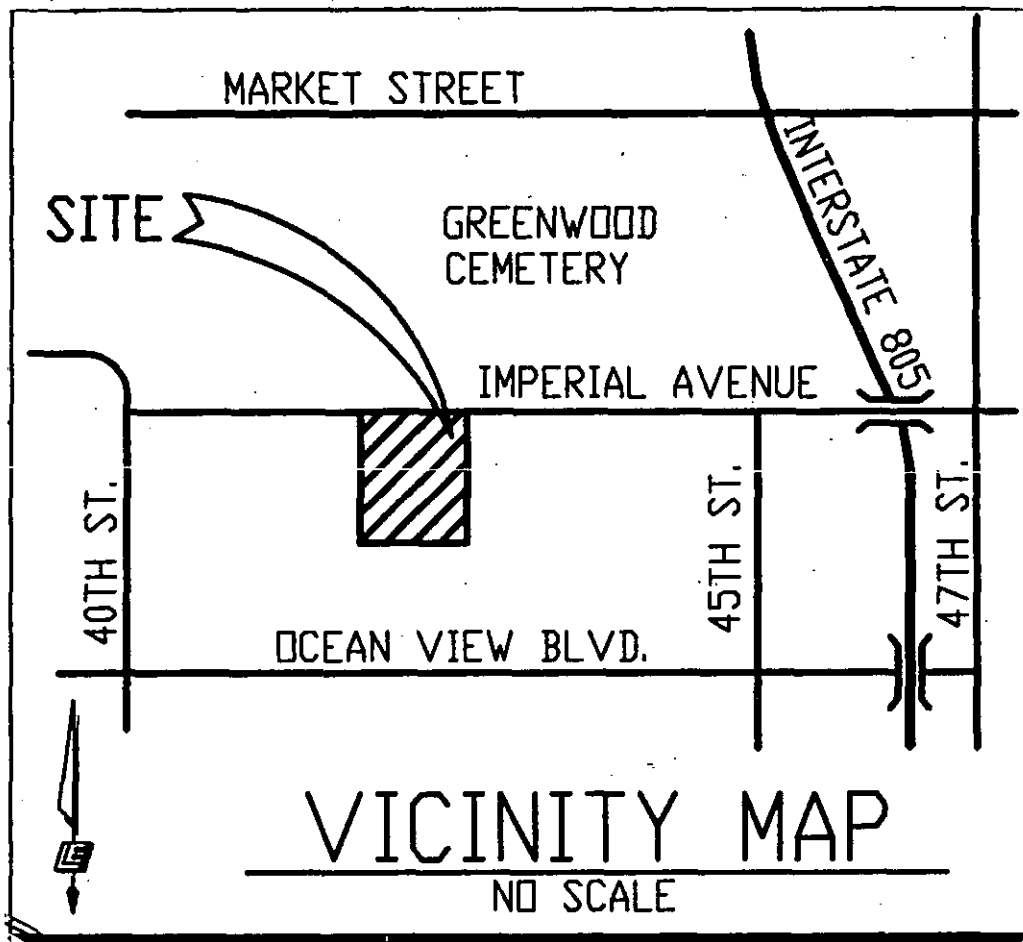 MARKET STREET
SITE
GREENWOOD
CEMETERY
INTERSTATE 805
IMPERIAL AVENUE
40TH ST.
45TH ST.
47TH ST.
OCEAN VIEW BLVD.
VICINITY MAP
NO SCALE